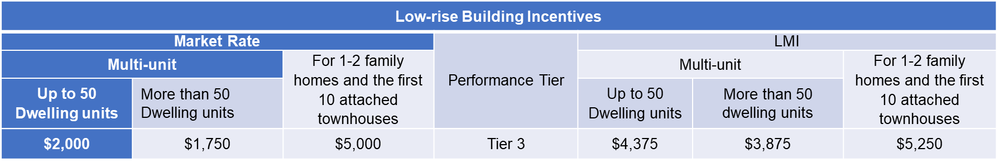 Low-rise Building Incentives
Market Rate
LMI
Multi-unit
For 1-2 family
homes and the first
10 attached
townhouses
Performance Tier
Multi-unit
For 1-2 family
homes and the first
10 attached
townhouses
Up to 50
Dwelling units
More than 50
Dwelling units
Up to 50
Dwelling units
More than 50
dwelling units
$2,000
$1,750
$5,000
Tier 3
$4,375
$3,875
$5,250